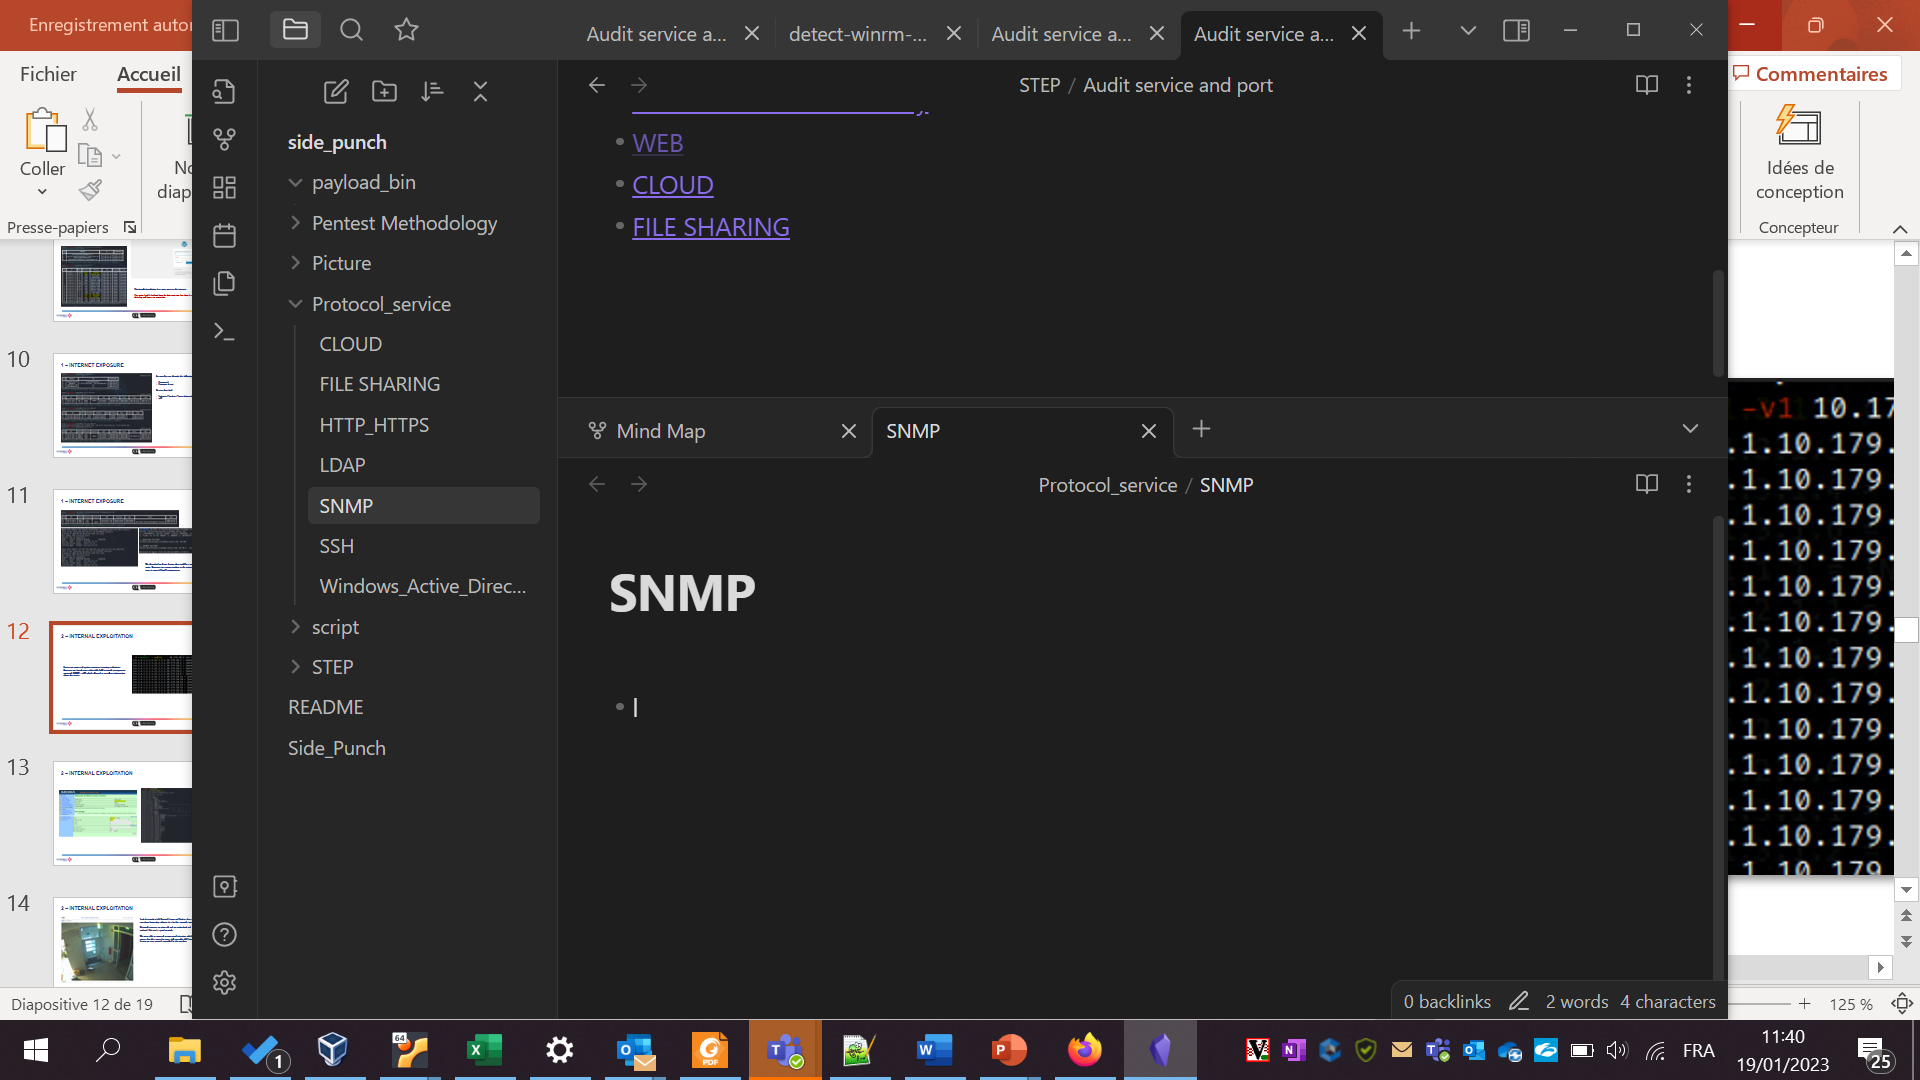 Enregistrement autor
Fichier
Accueil
Coller
Presse-papiers
No
diap
10
11
12
13
14
1 – INTERNET EXPOSURE
1 – INTERNET EXPOSURE
2 – INTERNAL EXPLOITATION
2 – INTERNAL EXPLOITATION
2 – INTERNAL EXPLOITATION
Diapositive 12 de 19
side_punch
payload_bin
Pentest Methodology
Picture
Protocol_service
CLOUD
FILE SHARING
HTTP_HTTPS
LDAP
SNMP
SSH
Windows_Active_Direc...
script
STEP
README
Side_Punch
Audit service a...
detect-winrm-...
Audit service a...
Audit service a...
STEP / Audit service and port
WEB
CLOUD
FILE SHARING
Mind Map
SNMP
Protocol_service / SNMP
SNMP
0 backlinks
2 words
4 characters
Commentaires
Idées de
conception
Concepteur
-v1 10.17
.1.10.179.
.1.10.179.
.1.10.179.
.1.10.179.
.1.10.179.
.1.10.179.
.1.10.179.
.1.10.179.
.1.10.179.
.1.10.179.
.1.10.179.
.1.10.179.
.1.10.179
125 %
1
64
PDF
FRA
11:40
19/01/2023
25